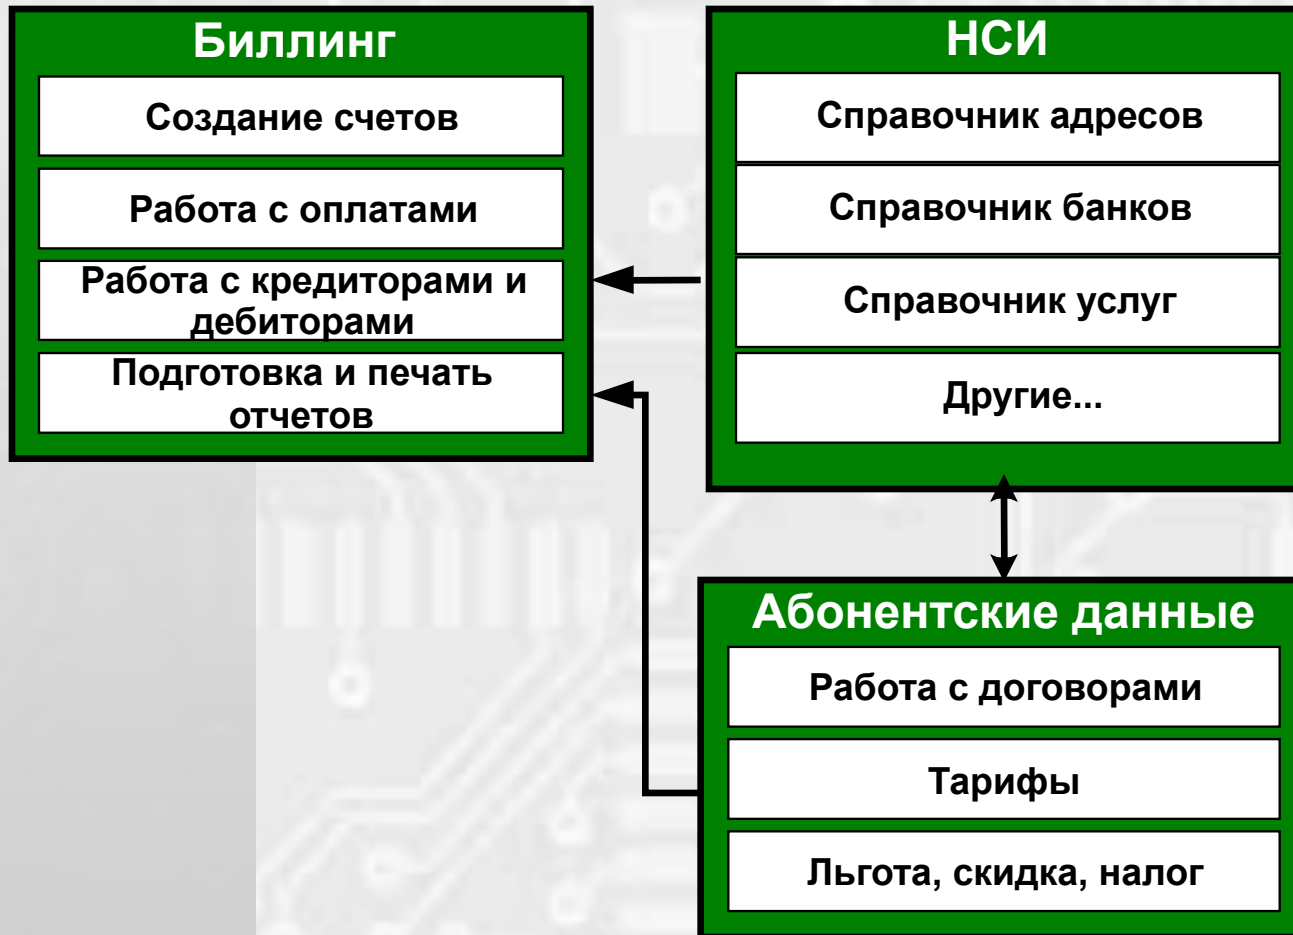 Биллинг
Создание счетов
Работа с оплатами
Работа с кредиторами и
дебиторами
Подготовка и печать
отчетов
НСИ
Справочник адресов
Справочник банков
Справочник услуг
Другие...
Абонентские данные
Работа с договорами
Тарифы
Льгота, скидка, налог